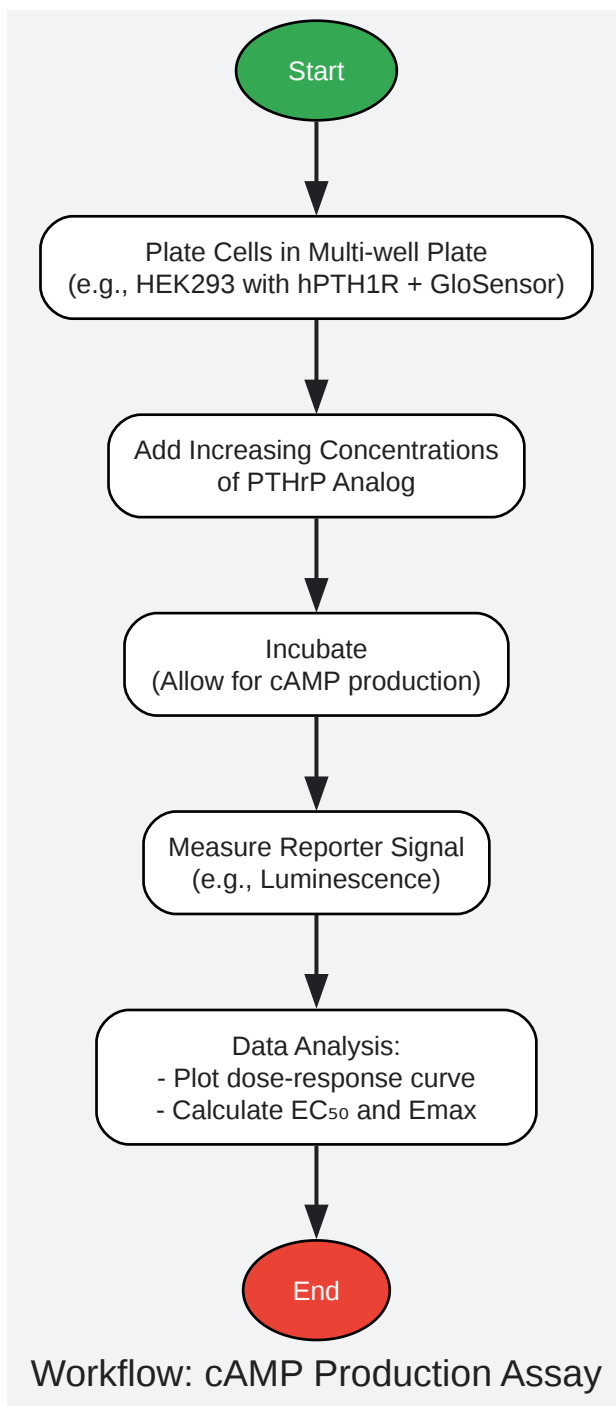 Start
Plate Cells in Multi-well Plate
(e.g., HEK293 with hPTH1R + GloSensor)
Add Increasing Concentrations
of PTHrP Analog
Incubate
(Allow for cAMP production)
Measure Reporter Signal
(e.g., Luminescence)
Data Analysis:
- Plot dose-response curve
- Calculate EC₅₀ and Emax
End
Workflow: cAMP Production Assay